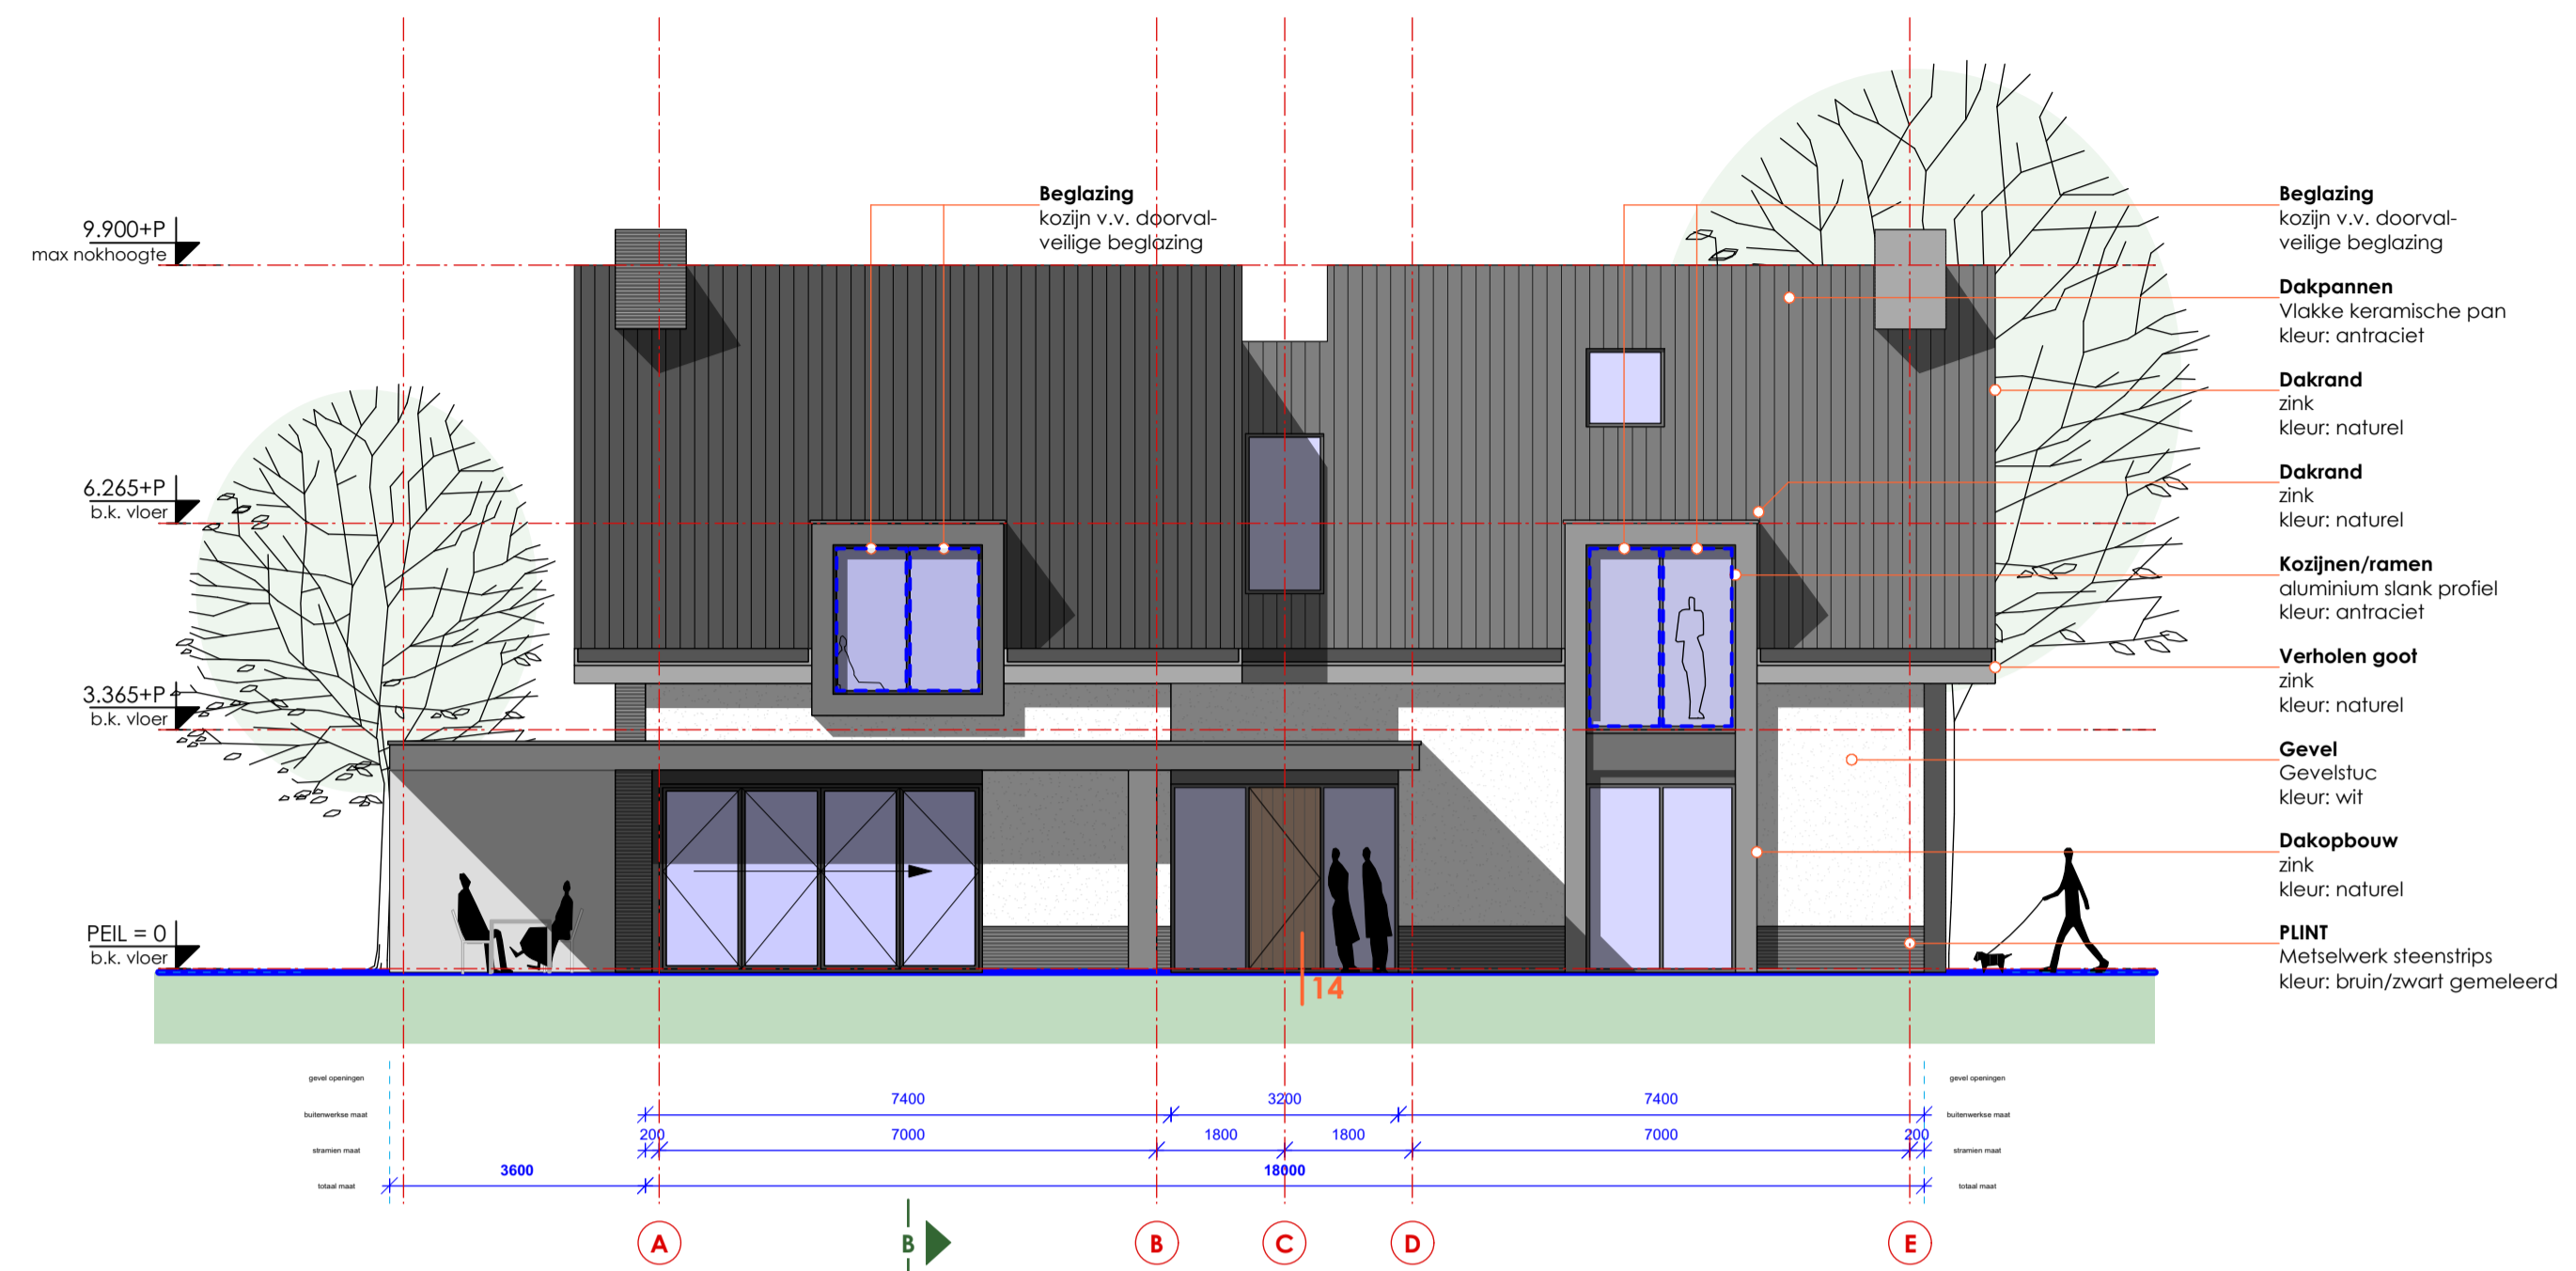 9.900+P
max nokhoogte
6.265+P
b.k. vloer
3.365+P
b.k. vloer
PEIL = 0
b.k. vloer
Beglazing
kozijn v.v. doorval-
veilige beglazing
Beglazing
kozijn v.v. doorval-
veilige beglazing
Dakpannen
Vlakke keramische pan
kleur: antraciet
Dakrand
zink
kleur: naturel
Dakrand
zink
kleur: naturel
Kozijnen/ramen
aluminium slank profiel
kleur: antraciet
Verholen goot
zink
kleur: naturel
Gevel
Gevelstuc
kleur: wit
Dakopbouw
zink
kleur: naturel
PLINT
Metselwerk steenstrips
kleur: bruin/zwart gemeleerd
14
gevel openingen
gevel openingen
buitenwerkse maat
7400
3200
7400
buitenwerkse maat
stramien maat
200
7000
1800
1800
7000
200
stramien maat
totaal maat
3600
18000
totaal maat
A
B
B
C
D
E